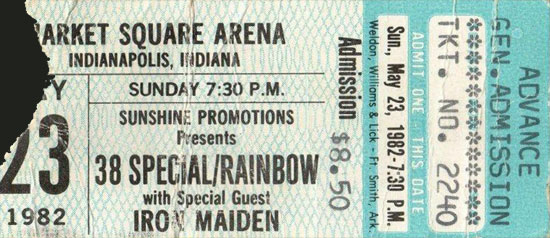 ARKET SQUARE ARENA
INDIANAPOLIS, INDIANA
Y
23
1982
SUNDAY 7:30 P.M.
SUNSHINE PROMOTIONS
Presents
38 SPECIAL/RAINBOW
with Special Guest
IRON MAIDEN
Admission
$8.50
Weldon, Williams & Lick - Ft. Smith, Ark.
Sun., May 23, 1982-7:30 P.M.
ADMIT ONE THIS DATE
TKT. NO. 2240
********************
GEN. ADMISSION
ADVANCE